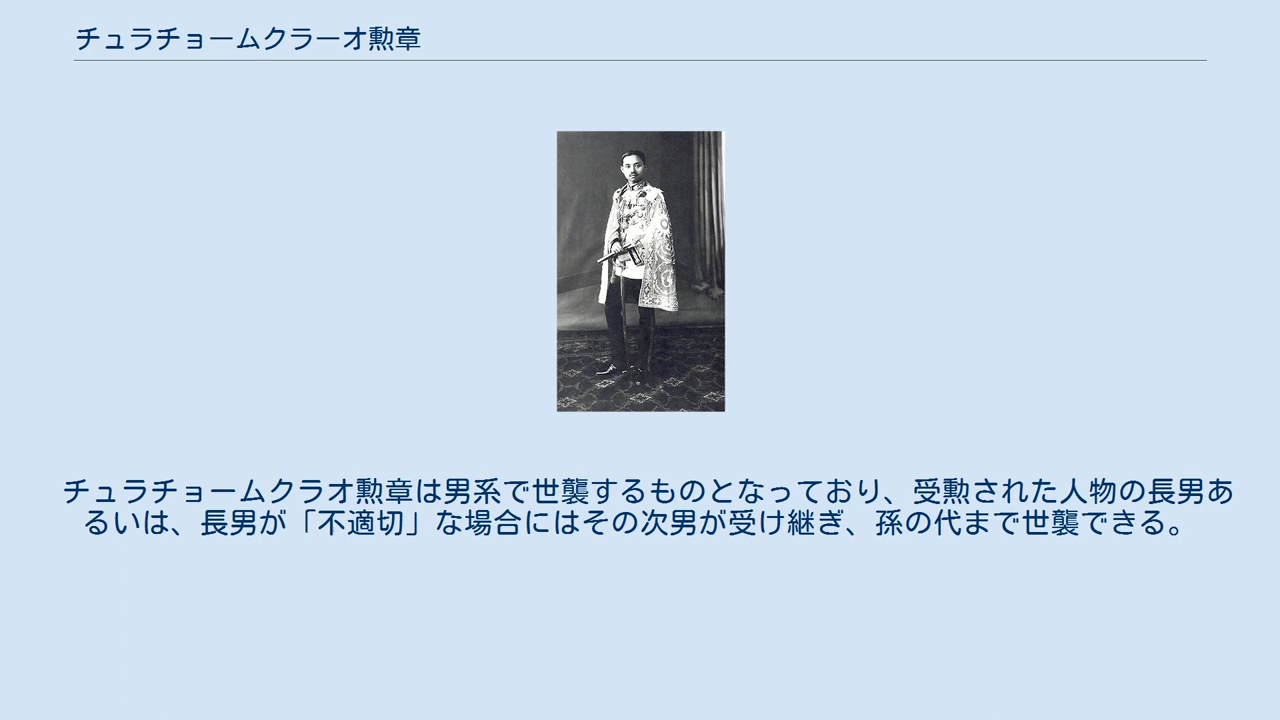 チュラチョームクラーオ勲章
チュラチョームクラオ勲章は男系で世襲するものとなっており、受勲された人物の長男あ
るいは、長男が「不適切」な場合にはその次男が受け継ぎ、孫の代まで世襲できる。